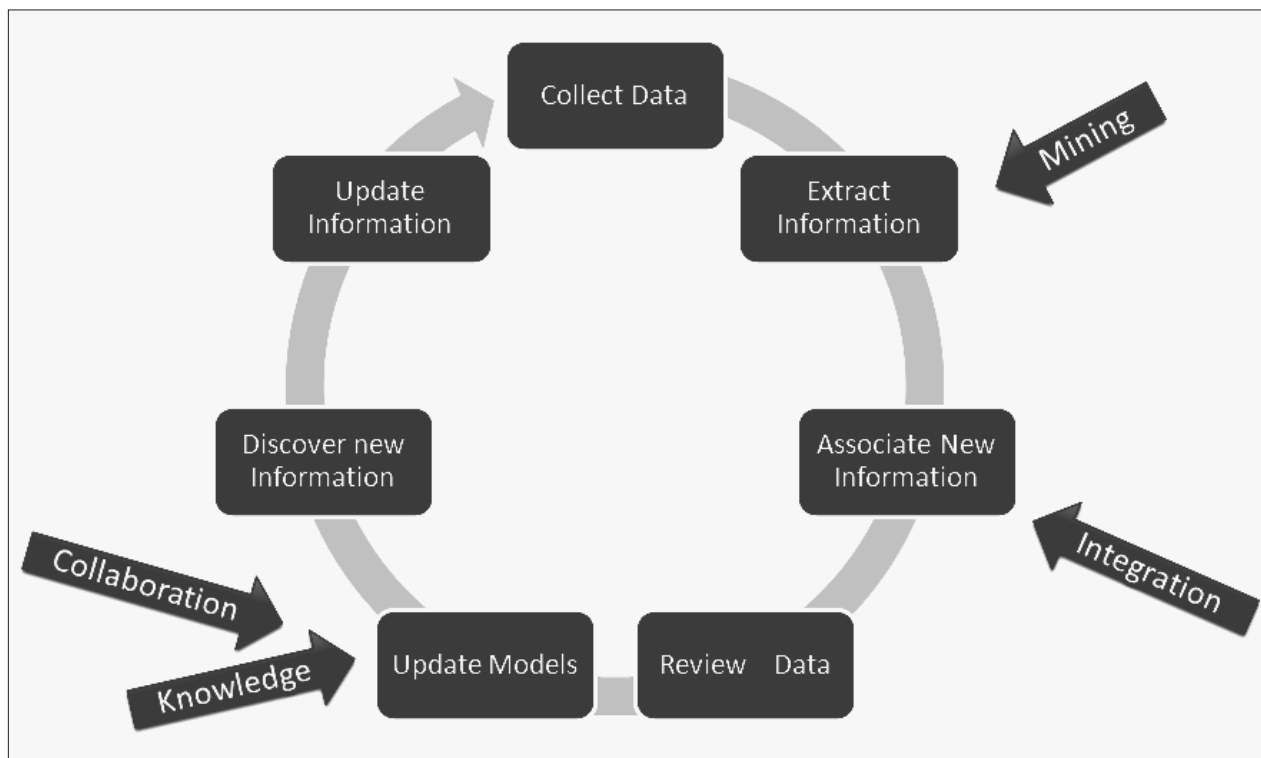 Collect Data
Mining
Extract
Information
Update
Information
Associate New
Information
Discover new
Information
Integration
Collaboration
Knowledge
Update Models
Review Data